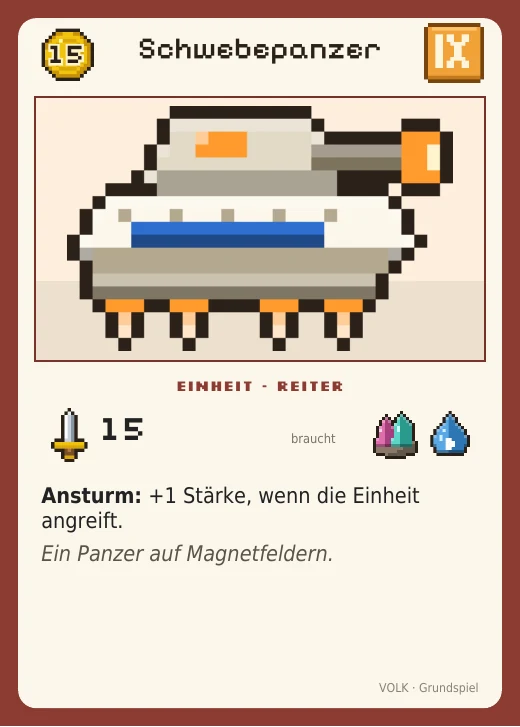 15
Schwebepanzer
IX
EINHEIT - REITER
15
braucht
Ansturm: +1 Stärke, wenn die Einheit
angreift.
Ein Panzer auf Magnetfeldern.
VOLK · Grundspiel